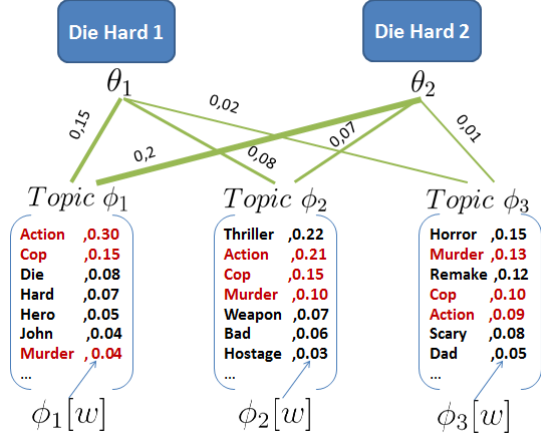 Die Hard 1 Die Hard 2
θ₁ θ₂
0,15 0,2 0,08 0,02 0,07 0,01
Topic ϕ₁ Topic ϕ₂ Topic ϕ₃
Action ,0.30 Thriller ,0.22 Horror ,0.15
Cop ,0.15 Action ,0.21 Murder ,0.13
Die ,0.08 Cop ,0.15 Remake ,0.12
Hard ,0.07 Murder ,0.10 Cop ,0.10
Hero ,0.05 Weapon ,0.07 Action ,0.09
John ,0.04 Bad ,0.06 Scary ,0.08
Murder ,0.04 Hostage ,0.03 Dad ,0.05
... ... ...
ϕ₁[w] ϕ₂[w] ϕ₃[w]